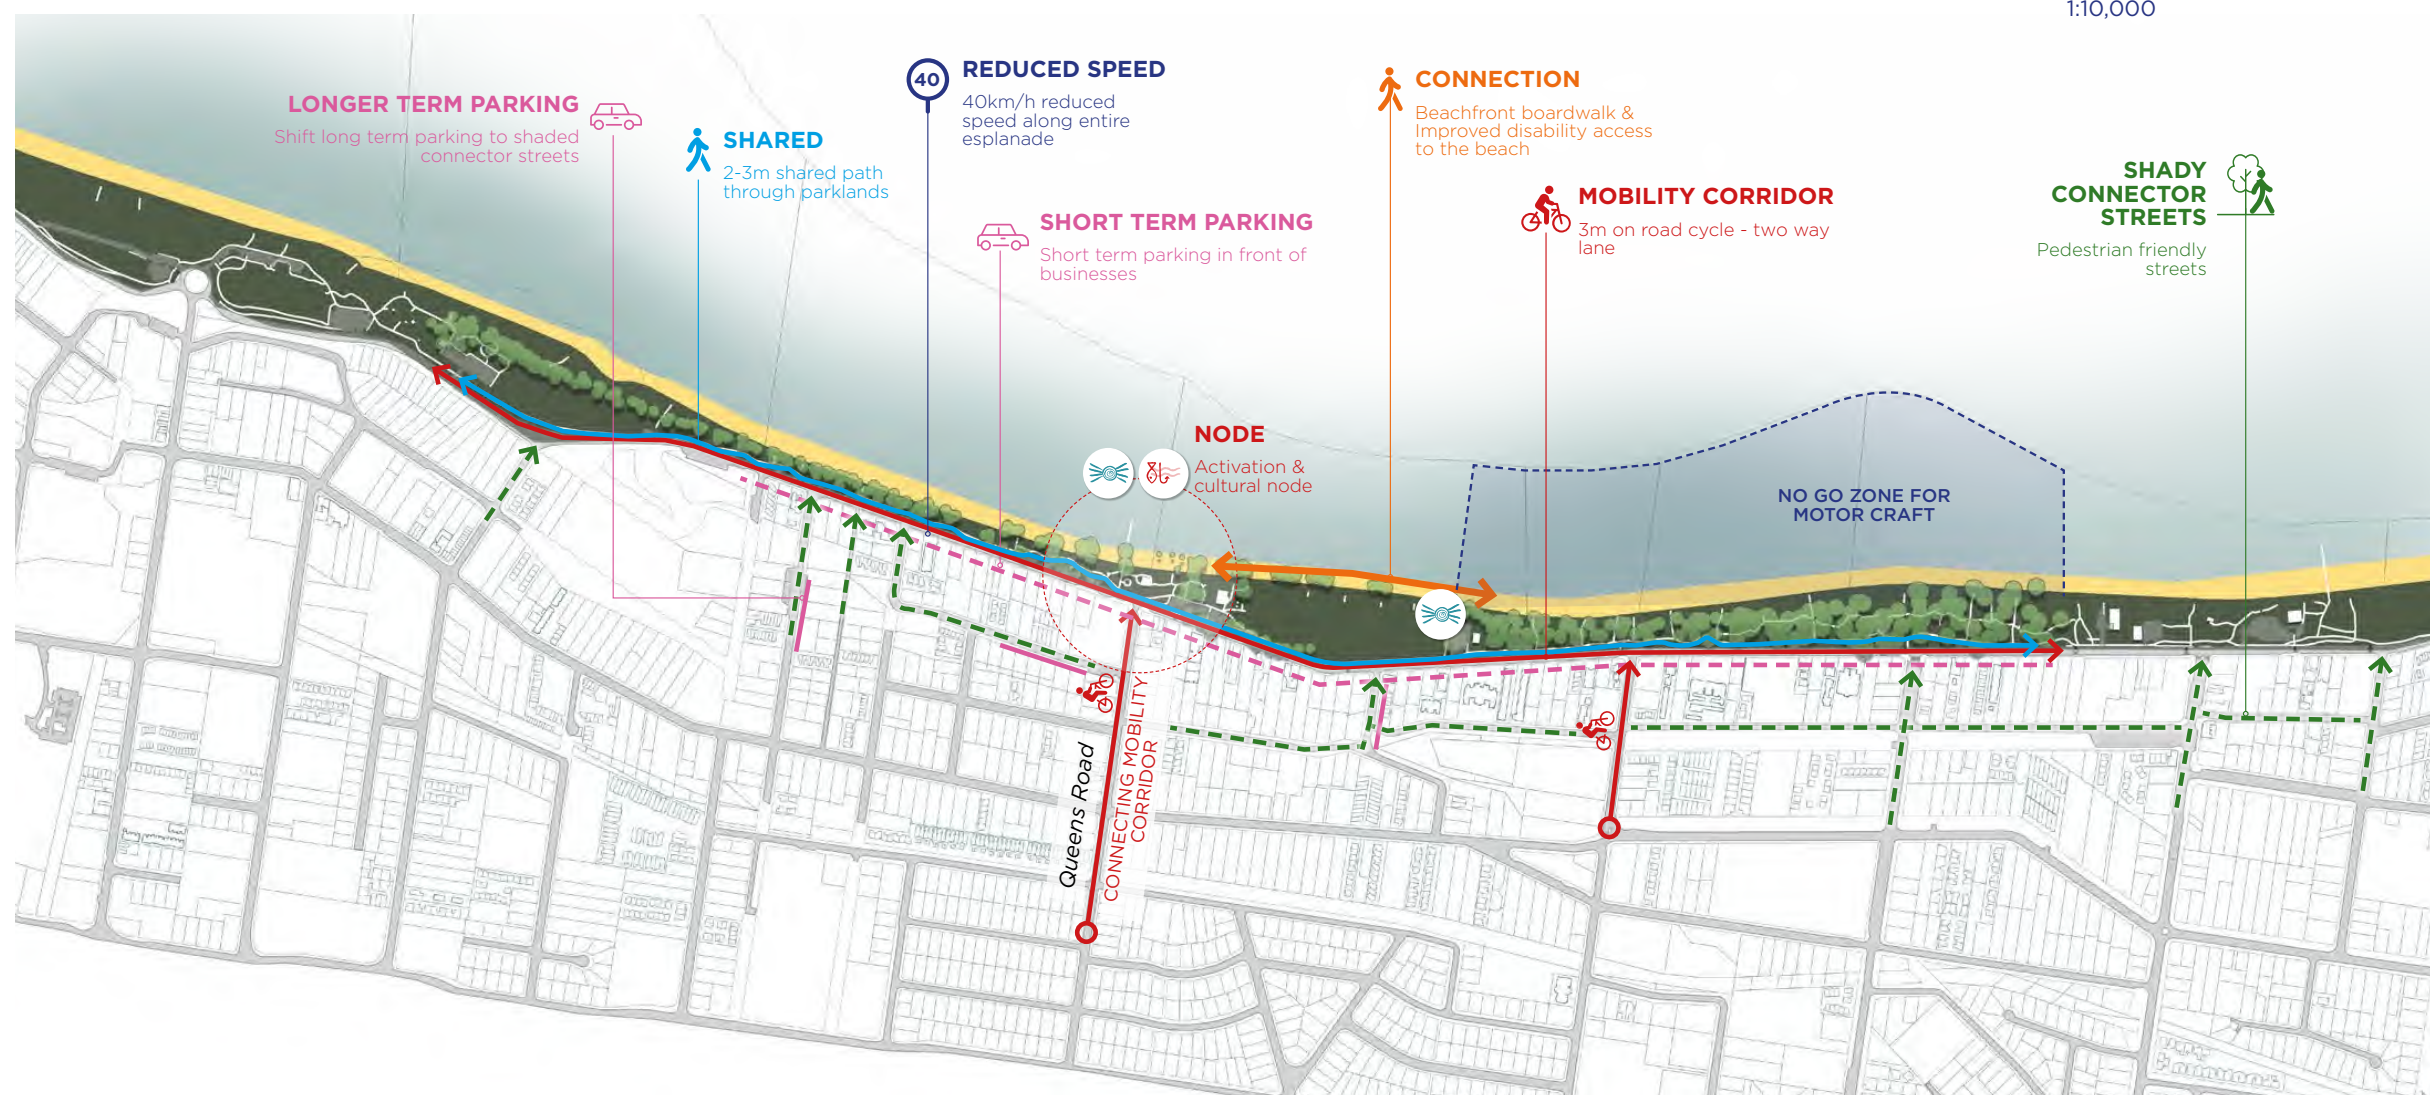 1:10,000
LONGER TERM PARKING
Shift long term parking to shaded
connector streets
SHARED
2-3m shared path
through parklands
40
REDUCED SPEED
40km/h reduced
speed along entire
esplanade
SHORT TERM PARKING
Short term parking in front of
businesses
CONNECTION
Beachfront boardwalk &
Improved disability access
to the beach
MOBILITY CORRIDOR
3m on road cycle - two way
lane
SHADY
CONNECTOR
STREETS
Pedestrian friendly
streets
NODE
Activation &
cultural node
NO GO ZONE FOR
MOTOR CRAFT
Queens Road
CONNECTING MOBILITY
CORRIDOR